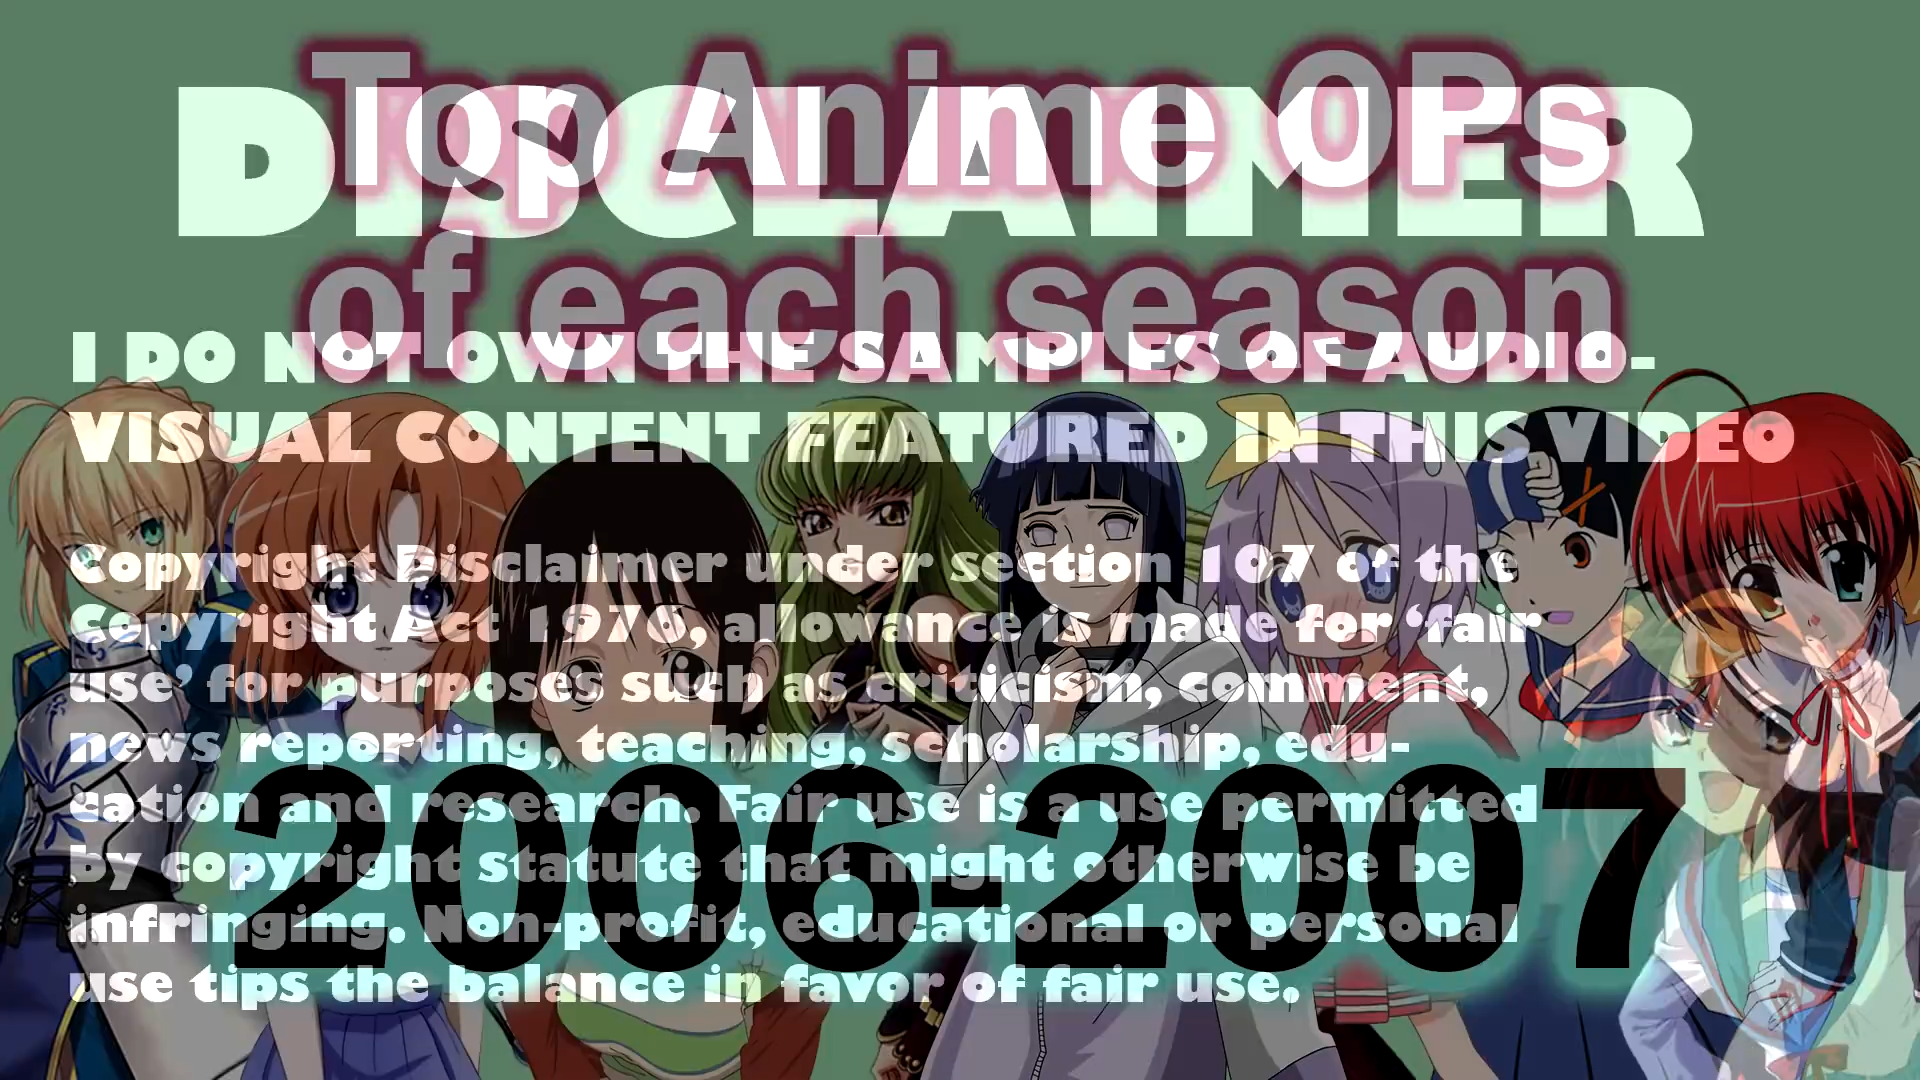 Top Anime OPs
of each season
DISCLAIMER
I DO NOT OWN THE SAMPLES OF AUDIO-
VISUAL CONTENT FEATURED IN THIS VIDEO
Copyright Disclaimer under section 107 of the
Copyright Act 1976, allowance is made for ‘fair
use’ for purposes such as criticism, comment,
news reporting, teaching, scholarship, edu-
cation and research. Fair use is a use permitted
by copyright statute that might otherwise be
infringing. Non-profit, educational or personal
use tips the balance in favor of fair use.
2006-2007